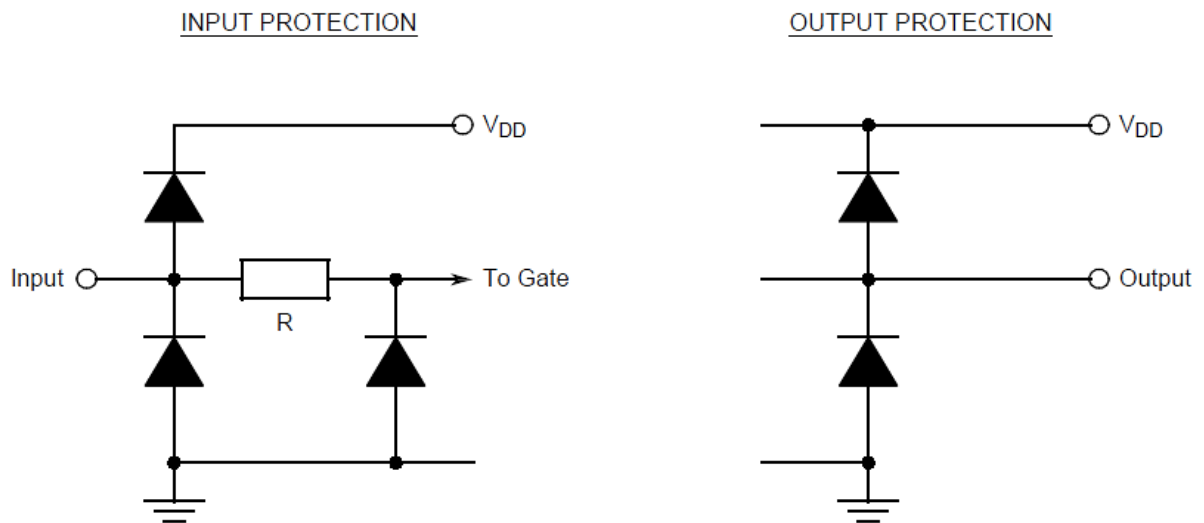 INPUT PROTECTION
OUTPUT PROTECTION
VDD
VDD
Input
To Gate
R
Output